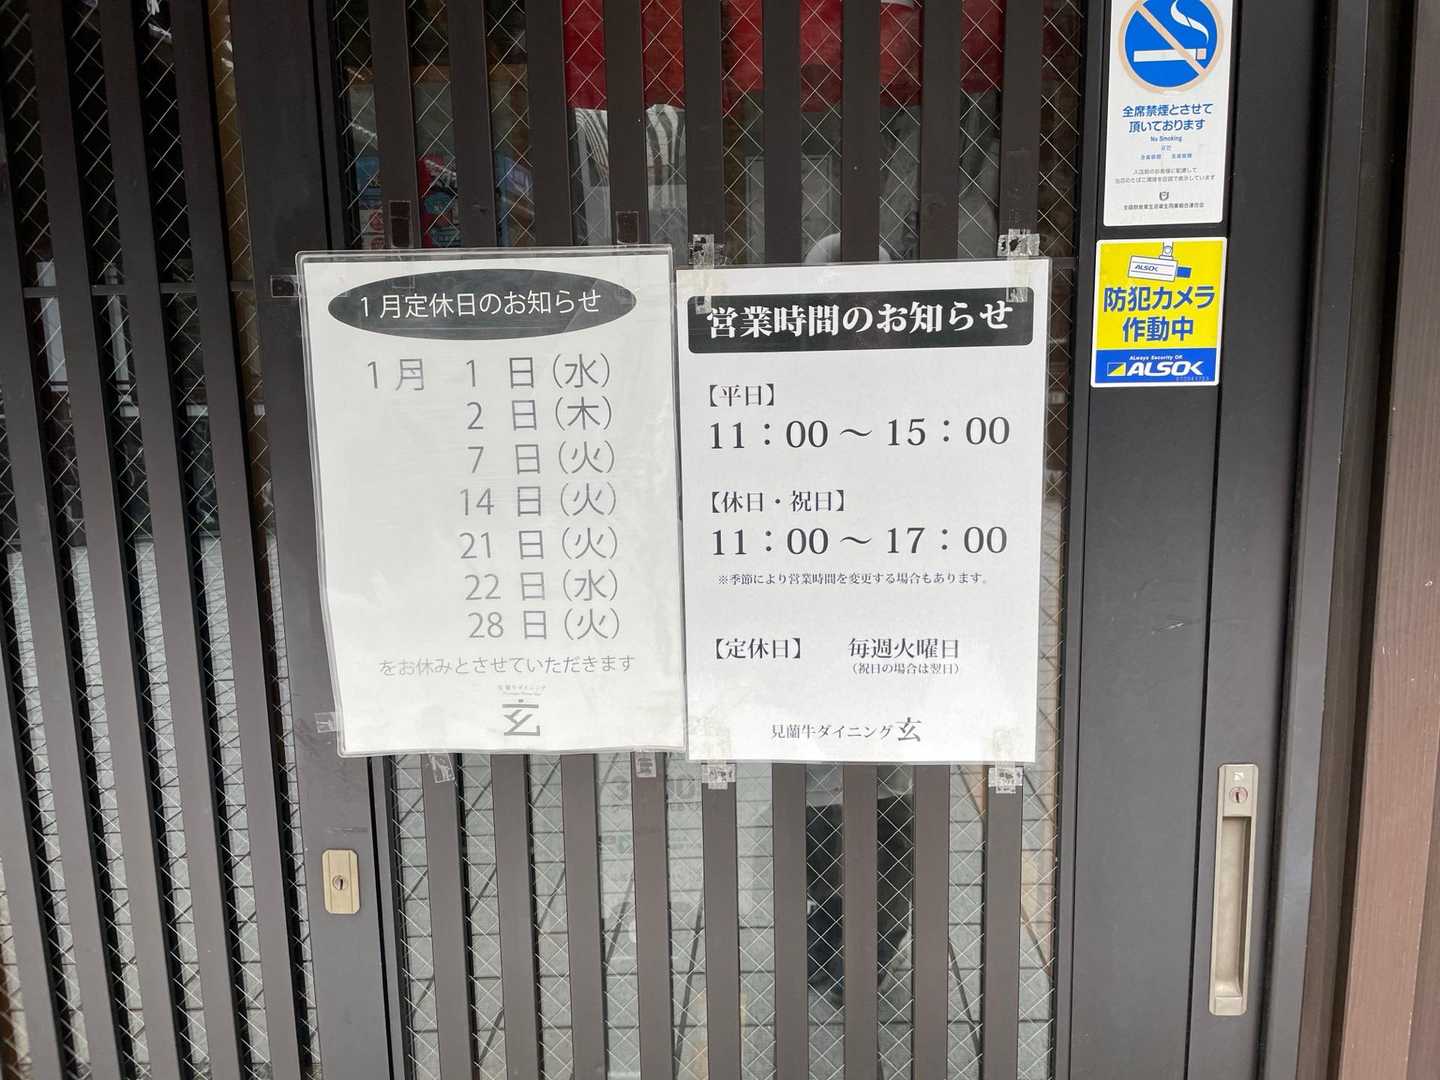 1月定休日のお知らせ
1月 1日(水)
2日(木)
7日(火)
14日(火)
21日(火)
22日(水)
28日(火)
をお休みとさせていただきます
玄
営業時間のお知らせ
【平日】
11：00～15：00
【休日・祝日】
11：00～17：00
※季節により営業時間を変更する場合もあります。
【定休日】 毎週火曜日
(祝日の場合は翌日)
見蘭牛ダイニング 玄
全席禁煙とさせて
頂いております
No Smoking
ALSOK
防犯カメラ
作動中
ALways Security OK
ALSOK